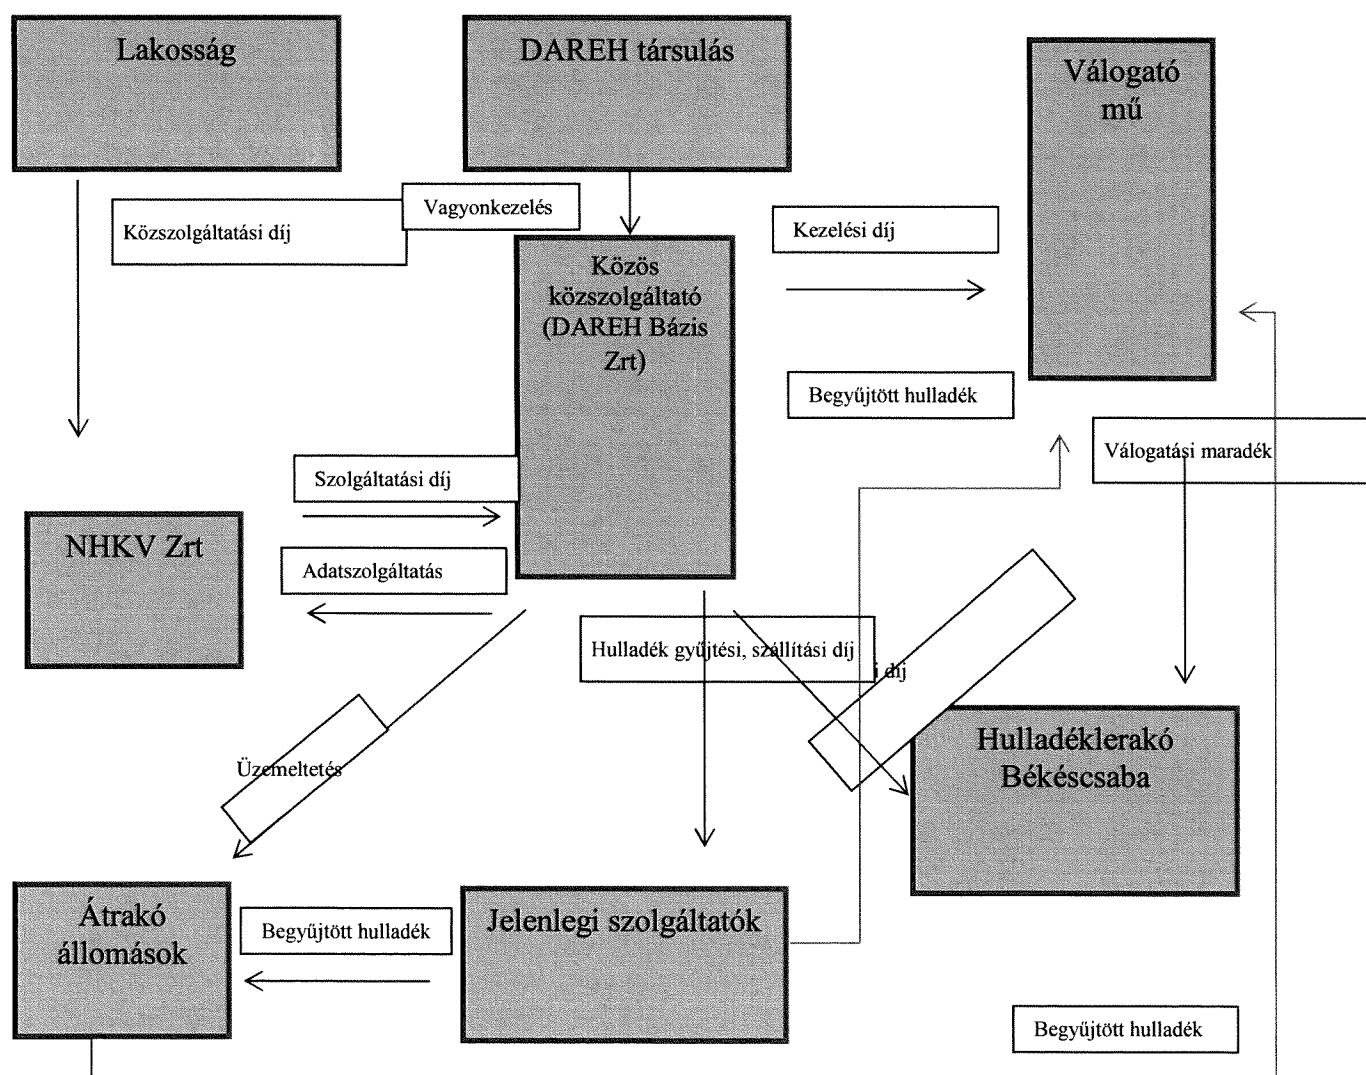 Lakosság
DAREH társulás
Válogató
mű
Vagyonkezelés
Közszolgáltatási díj
Kezelési díj
Közös
közszolgáltató
(DAREH Bázis
Zrt)
Begyűjtött hulladék
Válogatási maradék
Szolgáltatási díj
NHKV Zrt
Adatszolgáltatás
Hulladék gyűjtési, szállítási díj
díj
Hulladéklerakó
Békéscsaba
Üzemeltetés
Átrakó
állomások
Begyűjtött hulladék
Jelenlegi szolgáltatók
Begyűjtött hulladék